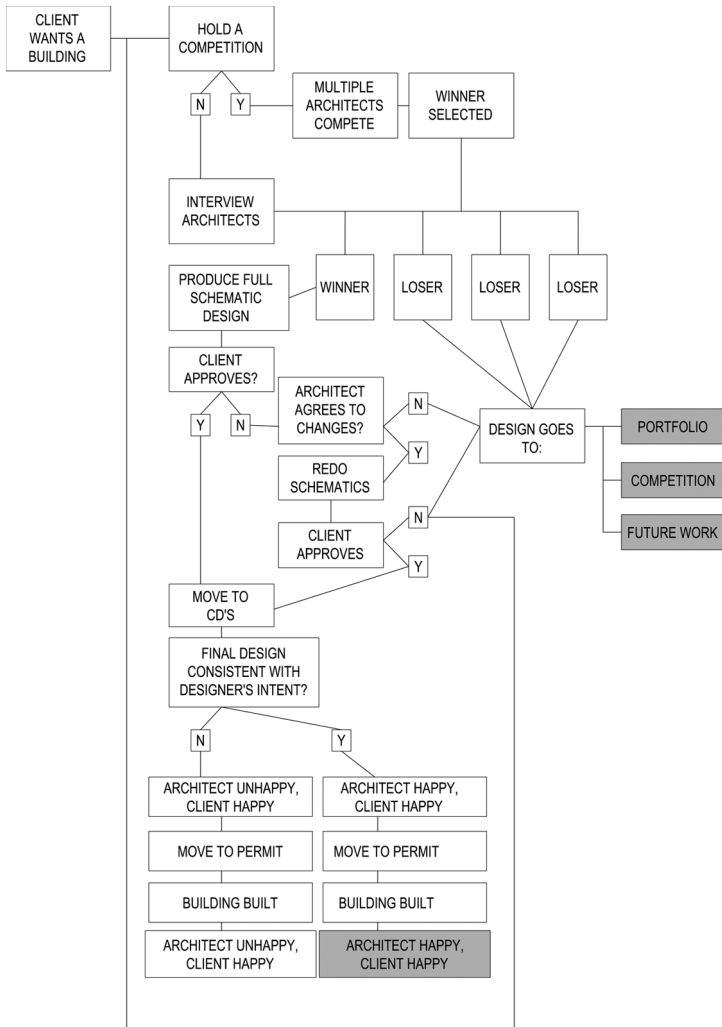 CLIENT
WANTS A
BUILDING
HOLD A
COMPETITION
N
Y
MULTIPLE
ARCHITECTS
COMPETE
WINNER
SELECTED
INTERVIEW
ARCHITECTS
PRODUCE FULL
SCHEMATIC
DESIGN
WINNER
LOSER
LOSER
LOSER
CLIENT
APPROVES?
Y
N
ARCHITECT
AGREES TO
CHANGES?
N
Y
DESIGN GOES
TO:
PORTFOLIO
COMPETITION
FUTURE WORK
REDO
SCHEMATICS
CLIENT
APPROVES
N
Y
MOVE TO
CD'S
FINAL DESIGN
CONSISTENT WITH
DESIGNER'S INTENT?
N
Y
ARCHITECT UNHAPPY,
CLIENT HAPPY
ARCHITECT HAPPY,
CLIENT HAPPY
MOVE TO PERMIT
MOVE TO PERMIT
BUILDING BUILT
BUILDING BUILT
ARCHITECT UNHAPPY,
CLIENT HAPPY
ARCHITECT HAPPY,
CLIENT HAPPY